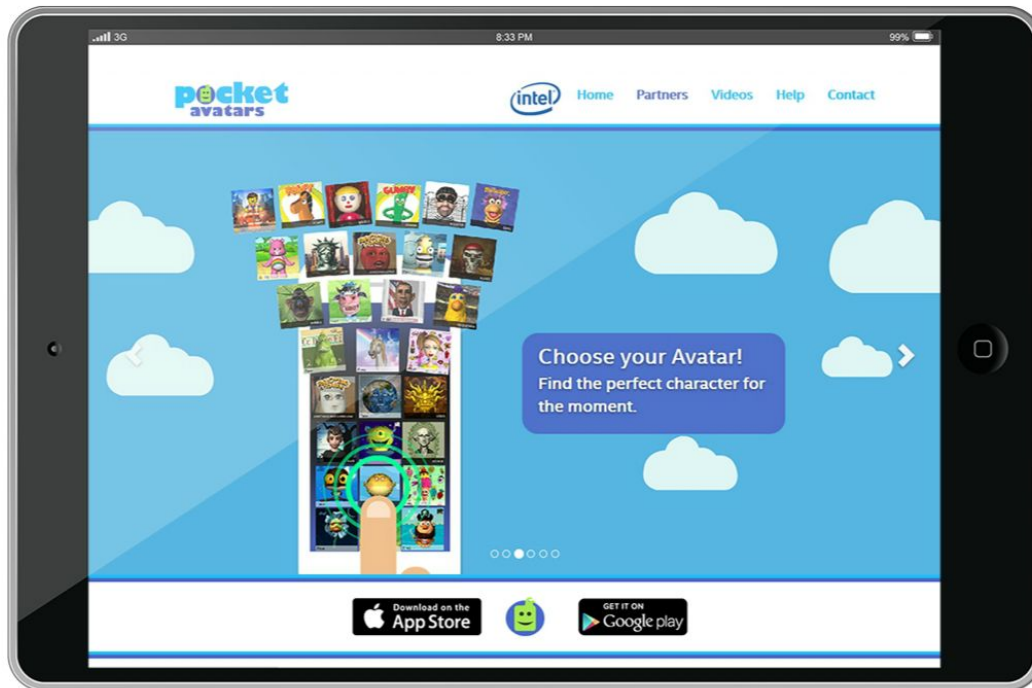 3G
8:33 PM
99%
pocket
avatars
intel
Home
Partners
Videos
Help
Contact
GUMBY
Choose your Avatar!
Find the perfect character for
the moment.
Download on the
App Store
GET IT ON
Google play